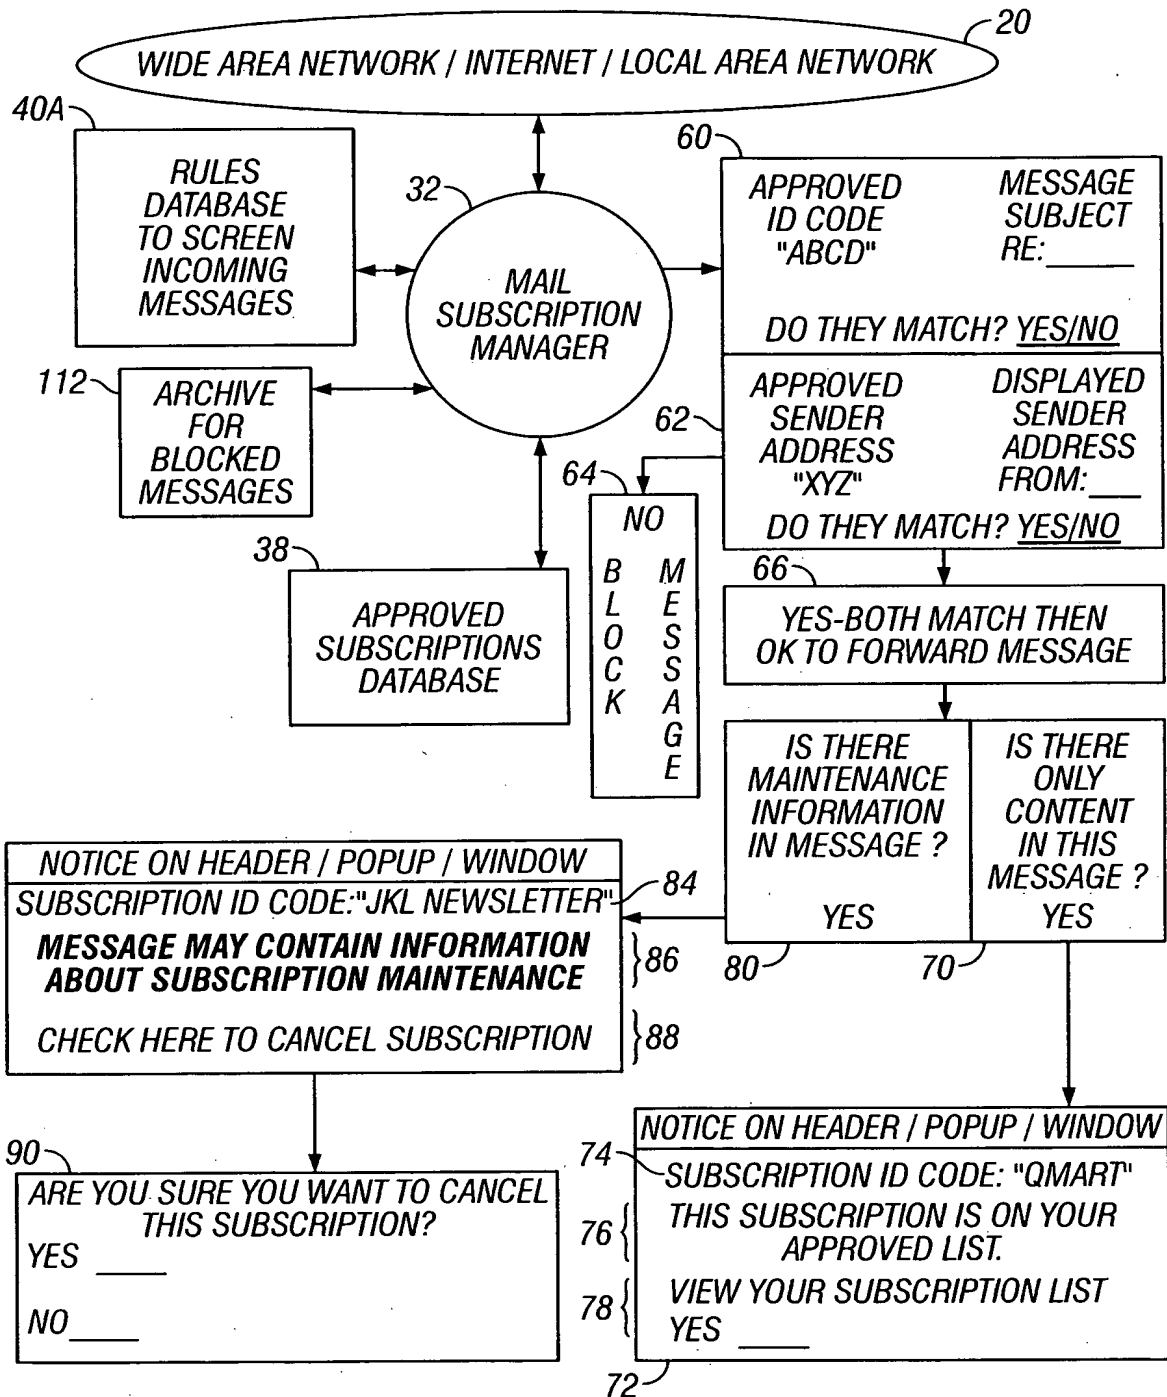 20
WIDE AREA NETWORK / INTERNET / LOCAL AREA NETWORK
40A
RULES
DATABASE
TO SCREEN
INCOMING
MESSAGES
32
MAIL
SUBSCRIPTION
MANAGER
60
APPROVED
ID CODE
"ABCD"
MESSAGE
SUBJECT
RE:
DO THEY MATCH? YES/NO
112
ARCHIVE
FOR
BLOCKED
MESSAGES
62
APPROVED
SENDER
ADDRESS
"XYZ"
DISPLAYED
SENDER
ADDRESS
FROM:
DO THEY MATCH? YES/NO
64
NO
BLOCK
MESSAGE
38
APPROVED
SUBSCRIPTIONS
DATABASE
66
YES-BOTH MATCH THEN
OK TO FORWARD MESSAGE
IS THERE
MAINTENANCE
INFORMATION
IN MESSAGE ?
YES
80
IS THERE
ONLY
CONTENT
IN THIS
MESSAGE ?
YES
70
NOTICE ON HEADER / POPUP / WINDOW
SUBSCRIPTION ID CODE:"JKL NEWSLETTER"
84
MESSAGE MAY CONTAIN INFORMATION
ABOUT SUBSCRIPTION MAINTENANCE
86
CHECK HERE TO CANCEL SUBSCRIPTION
88
90
ARE YOU SURE YOU WANT TO CANCEL
THIS SUBSCRIPTION?
YES
NO
NOTICE ON HEADER / POPUP / WINDOW
74
SUBSCRIPTION ID CODE: "QMART"
76
THIS SUBSCRIPTION IS ON YOUR
APPROVED LIST.
78
VIEW YOUR SUBSCRIPTION LIST
YES
72